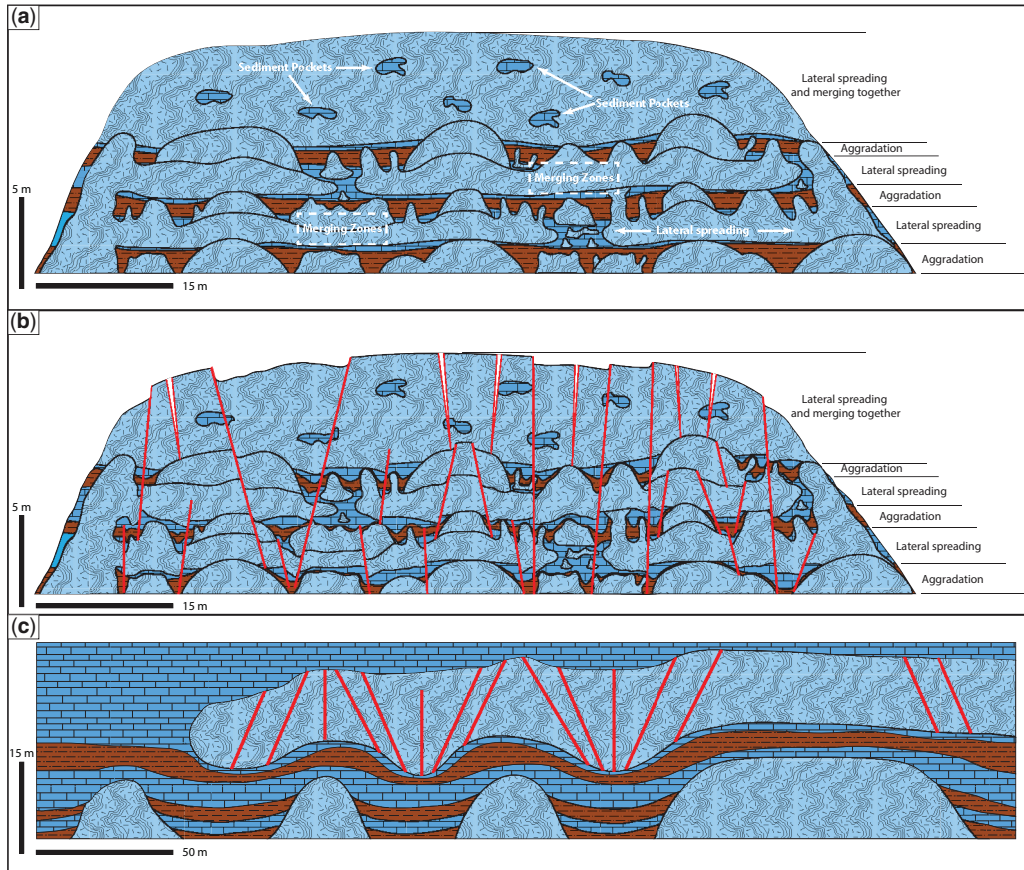 (a)
Sediment Pockets
Sediment Pockets
Lateral spreading
and merging together
Aggradation
Lateral spreading
Merging Zones
Aggradation
5 m
Merging Zones
Lateral spreading
Lateral spreading
Aggradation
15 m
(b)
Lateral spreading
and merging together
Aggradation
Lateral spreading
5 m
Aggradation
Lateral spreading
Aggradation
15 m
(c)
15 m
50 m